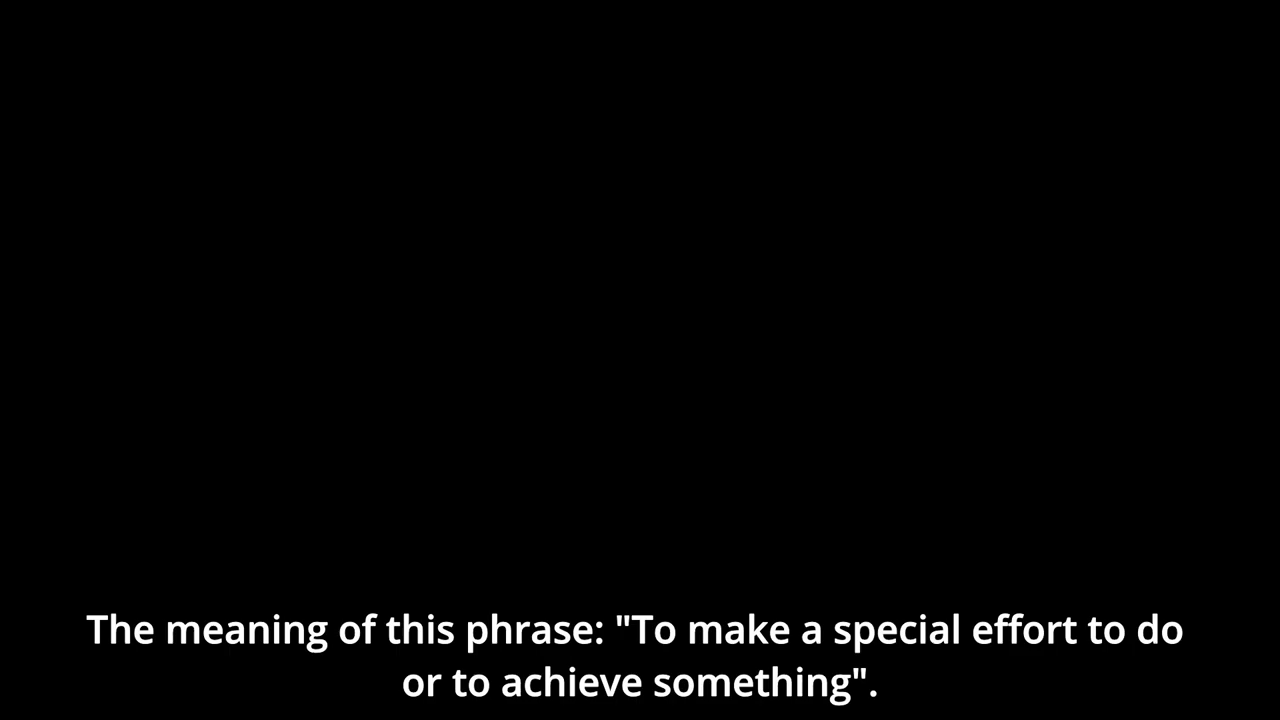 The meaning of this phrase: "To make a special effort to do
or to achieve something".